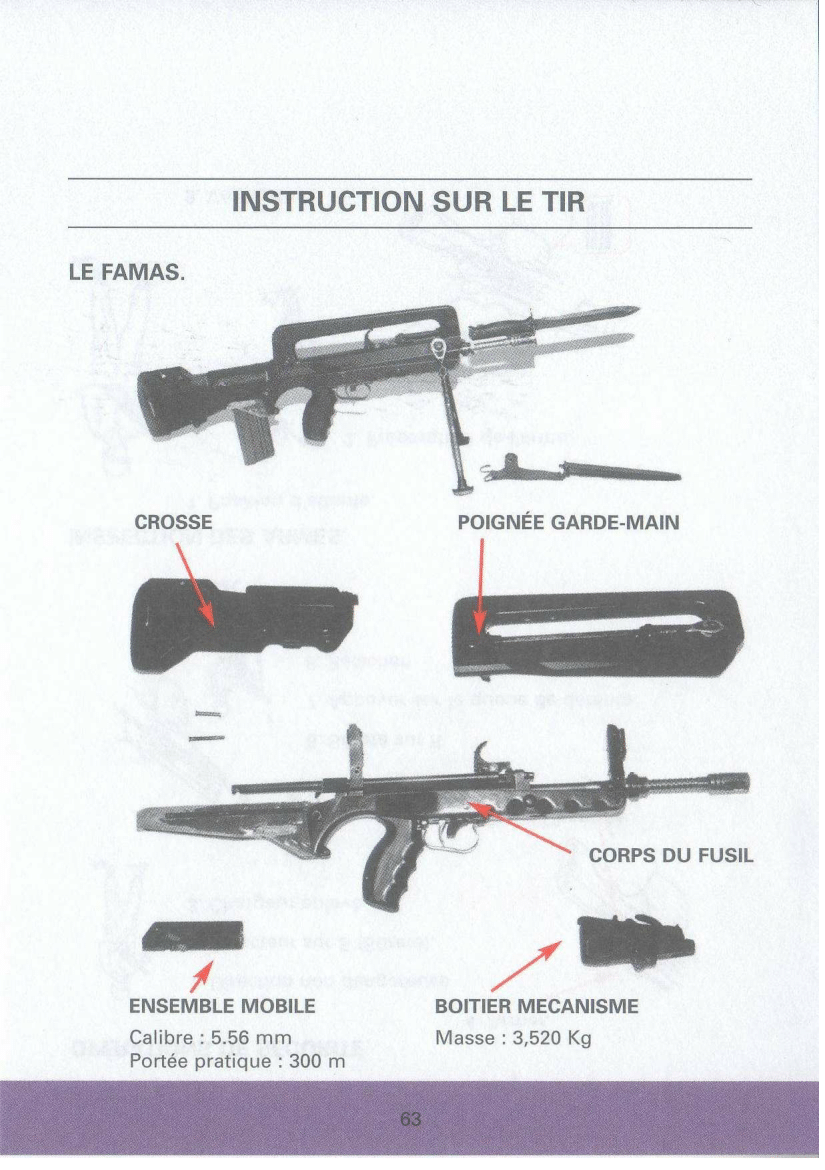 INSTRUCTION SUR LE TIR
LE FAMAS.
CROSSE
POIGNÉE GARDE-MAIN
CORPS DU FUSIL
ENSEMBLE MOBILE
Calibre : 5.56 mm
Portée pratique : 300 m
BOITIER MECANISME
Masse : 3,520 Kg
63